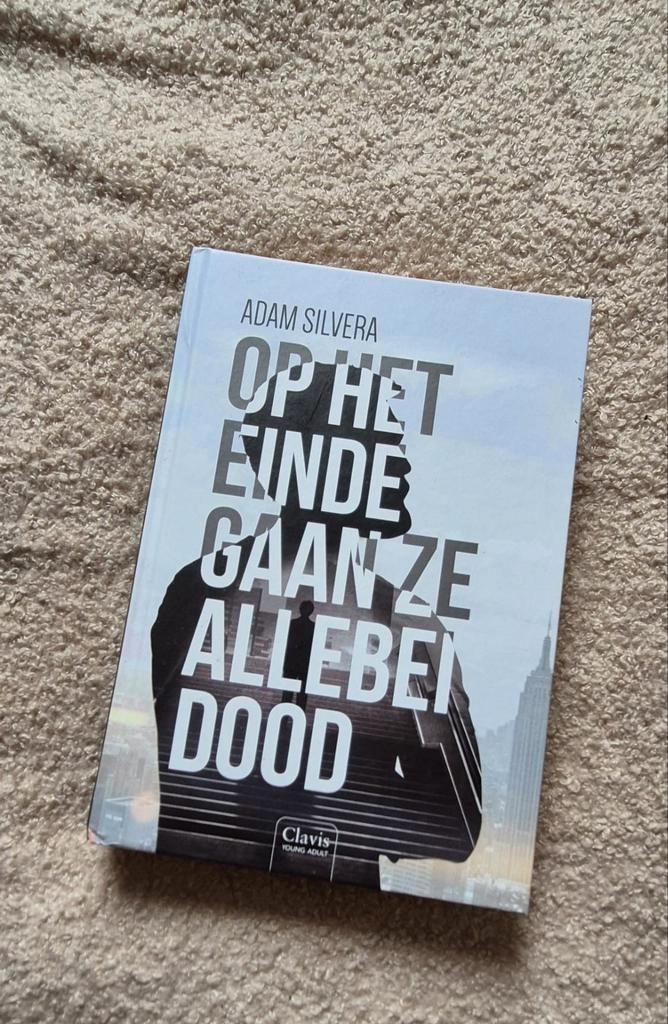 ADAM SILVERA
OP HET
EINDE
GAAN ZE
ALLEBEI
DOOD
Clavis
YOUNG ADULT